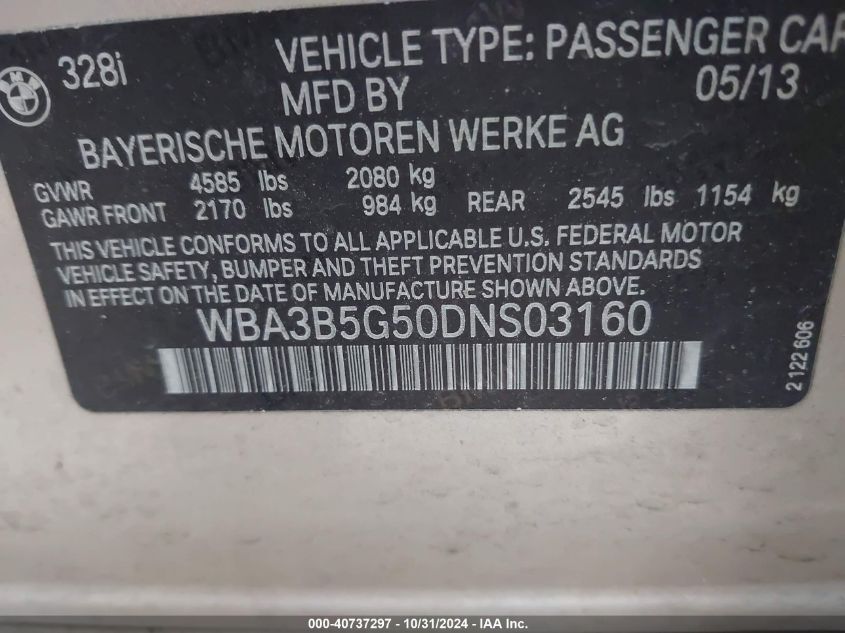 BMW 328i VEHICLE TYPE: PASSENGER CAR
MFD BY 05/13
BAYERISCHE MOTOREN WERKE AG
GVWR 4585 lbs 2080 kg
GAWR FRONT 2170 lbs 984 kg REAR 2545 lbs 1154 kg
THIS VEHICLE CONFORMS TO ALL APPLICABLE U.S. FEDERAL MOTOR
VEHICLE SAFETY, BUMPER AND THEFT PREVENTION STANDARDS
IN EFFECT ON THE DATE OF MANUFACTURE SHOWN ABOVE.
WBA3B5G50DNS03160
2 122 606
000-40737297 - 10/31/2024 - IAA Inc.